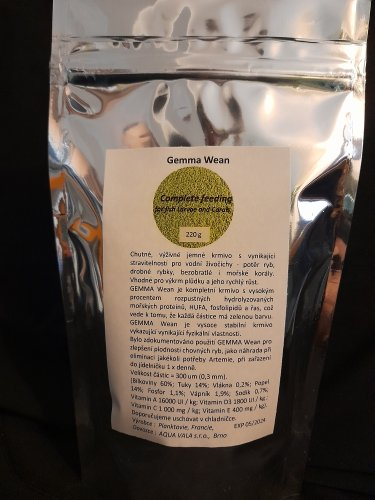 Gemma Wean
Complete feeding
for fish Larvae and Corals
220 g
Chutné, výživné jemné krmivo s vynikající
stravitelností pro vodní živočichy - potěr ryb,
drobné rybky, bezobratlé i mořské korály.
Vhodné pro výkrm plůdku a jeho rychlý růst.
GEMMA Wean je kompletní krmivo s vysokým
procentem rozpustných hydrolyzovaných
mořských proteinů, HUFA, fosfolipidů a řas, což
vede k tomu, že každá částice má zelenou barvu.
GEMMA Wean je vysoce stabilní krmivo
vykazující vynikající fyzikální vlastnosti.
Bylo zdokumentováno použití GEMMA Wean pro
zlepšení plodnosti chovných ryb, jako náhrada při
eliminaci jakékoli potřeby Artemie, při zařazení
do jídelníčku 1 x denně.
Velikost částic = 300 um (0,3 mm).
[Bílkoviny 60%; Tuky 14%; Vlákna 0,2%; Popel
14%; Fosfor 1,1%; Vápník 1,9%; Sodík 0,7%;
Vitamin A 16000 UI / kg; Vitamin D3 1800 UI / kg;
Vitamin C 1 000 mg / kg; Vitamin E 400 mg / kg).
Doporučujeme uschovat v chladničce.
Výrobce : Planktovie, Francie, EXP 05/2024
Dovozce : AQUA VALA s.r.o., Brno